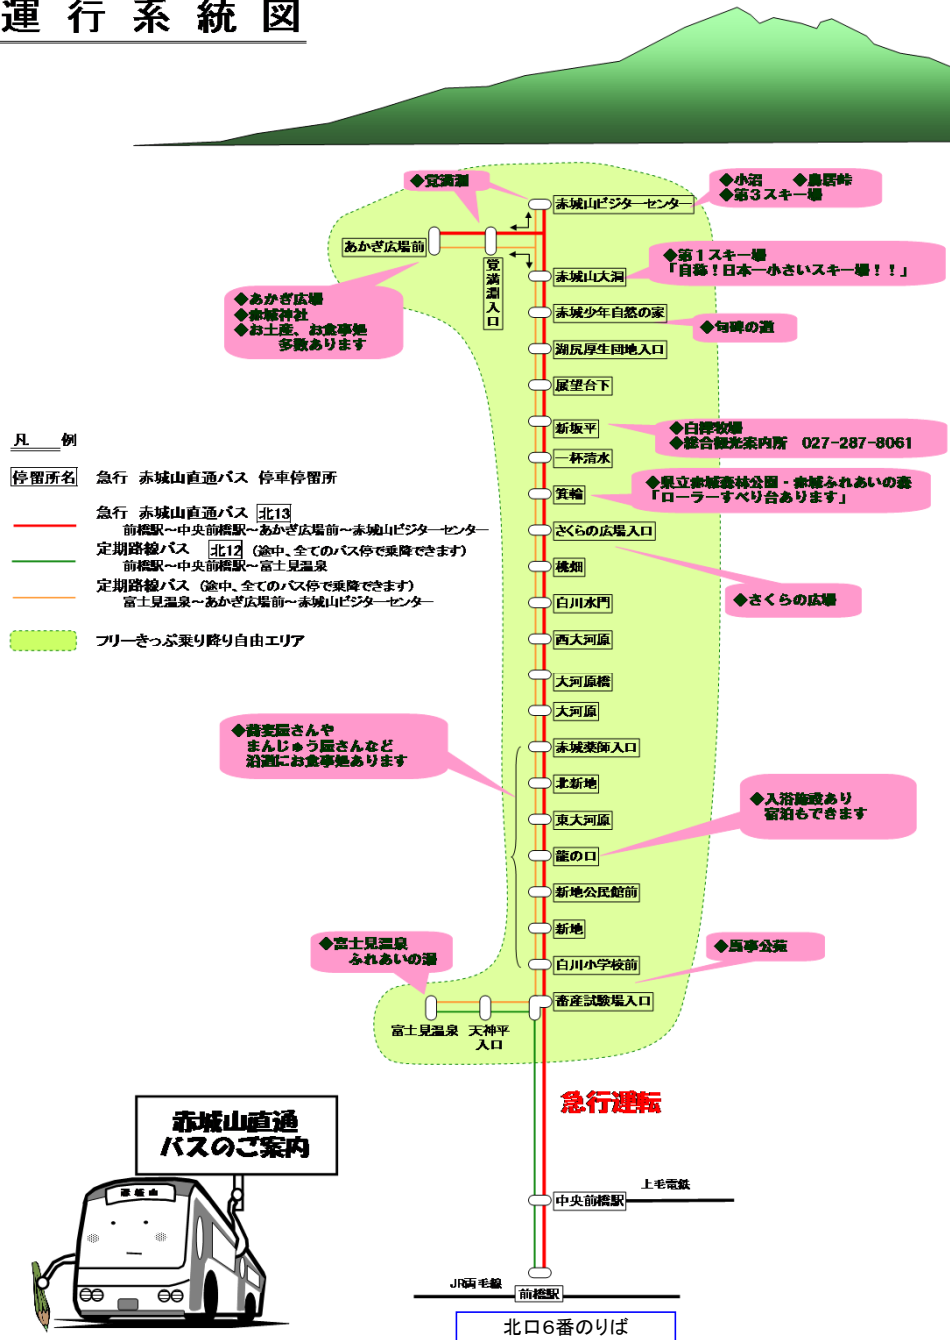 運行系統図
◆覚満淵
赤城山ビジターセンター
◆小沼　◆鳥居峠
◆第３スキー場
あかぎ広場前
覚満淵入口
赤城山大洞
◆第１スキー場
「自称！日本一小さいスキー場！！」
◆あかぎ広場
◆赤城神社
◆お土産、お食事処
多数あります
赤城少年自然の家
◆句碑の道
湖尻厚生団地入口
展望台下
新坂平
◆白樺牧場
◆総合観光案内所　027-287-8061
一杯清水
箕輪
◆県立赤城森林公園・赤城ふれあいの森
「ローラーすべり台あります」
さくらの広場入口
桃畑
◆さくらの広場
白川水門
西大河原
大河原橋
大河原
凡　例
停留所名　急行　赤城山直通バス　停車停留所
急行　赤城山直通バス　北13
前橋駅～中央前橋駅～あかぎ広場前～赤城山ビジターセンター
定期路線バス　北12　（途中、全てのバス停で乗降できます）
前橋駅～中央前橋駅～富士見温泉
定期路線バス（途中、全てのバス停で乗降できます）
富士見温泉～あかぎ広場前～赤城山ビジターセンター
フリーきっぷ乗り降り自由エリア
◆蕎麦屋さんや
まんじゅう屋さんなど
沿道にお食事処あります
赤城薬師入口
北新地
東大河原
龍の口
◆入浴施設あり
宿泊もできます
新地公民館前
新地
白川小学校前
◆富士見温泉
ふれあいの湯
◆馬事公苑
畜産試験場入口
富士見温泉
天神平
入口
急行運転
赤城山直通
バスのご案内
赤城山
中央前橋駅
上毛電鉄
JR両毛線
前橋駅
北口6番のりば